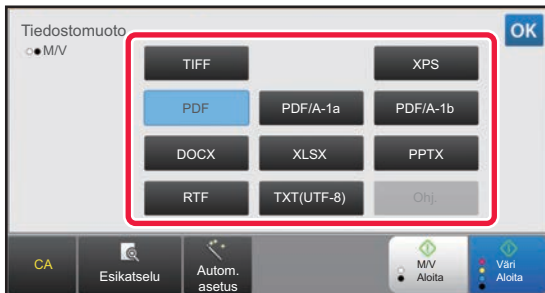 Tiedostomuoto
M/V
OK
TIFF
XPS
PDF
PDF/A-1a
PDF/A-1b
DOCX
XLSX
PPTX
RTF
TXT(UTF-8)
Ohj.
CA
Esikatselu
Autom.
asetus
M/V
Aloita
Väri
Aloita